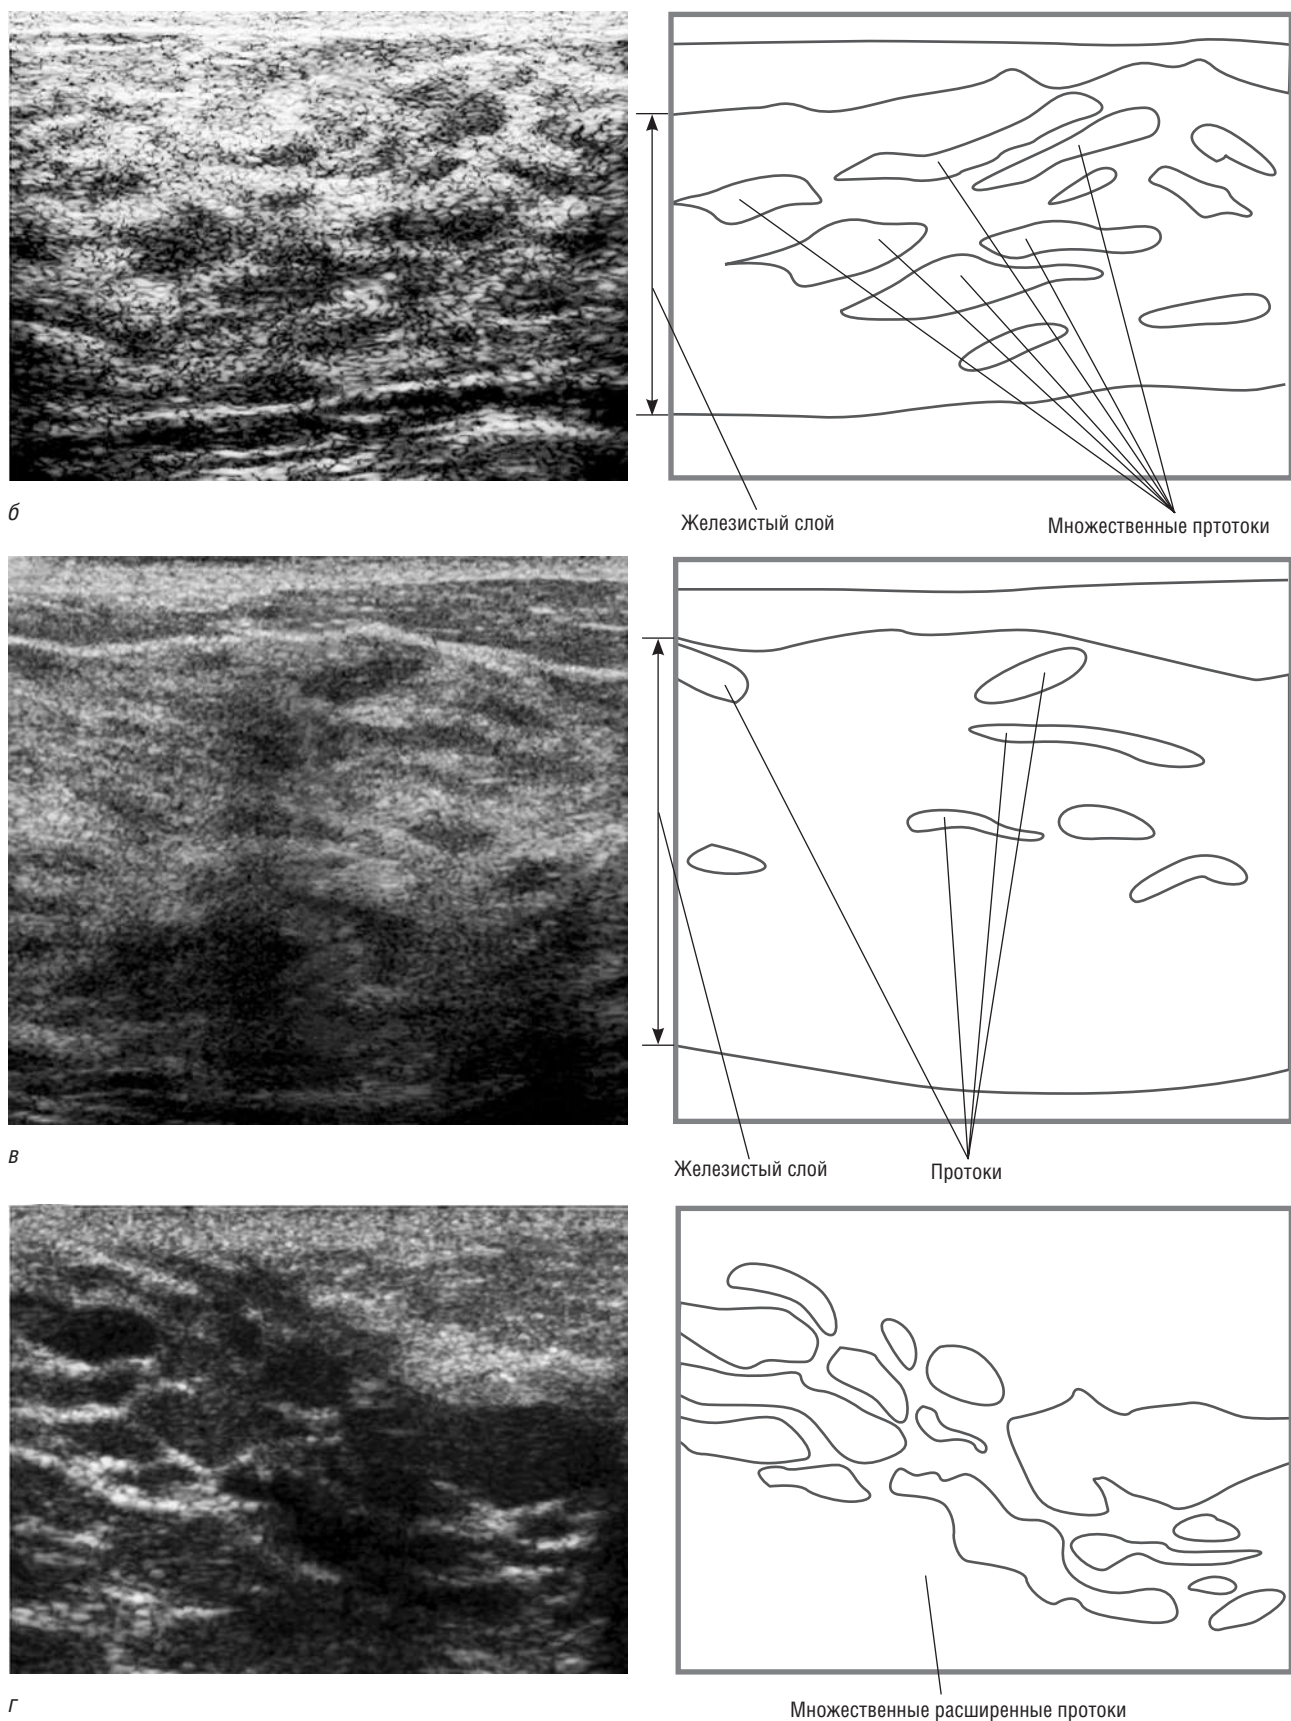 б
Железистый слой
Множественные пртотоки
в
Железистый слой
Протоки
г
Множественные расширенные протоки